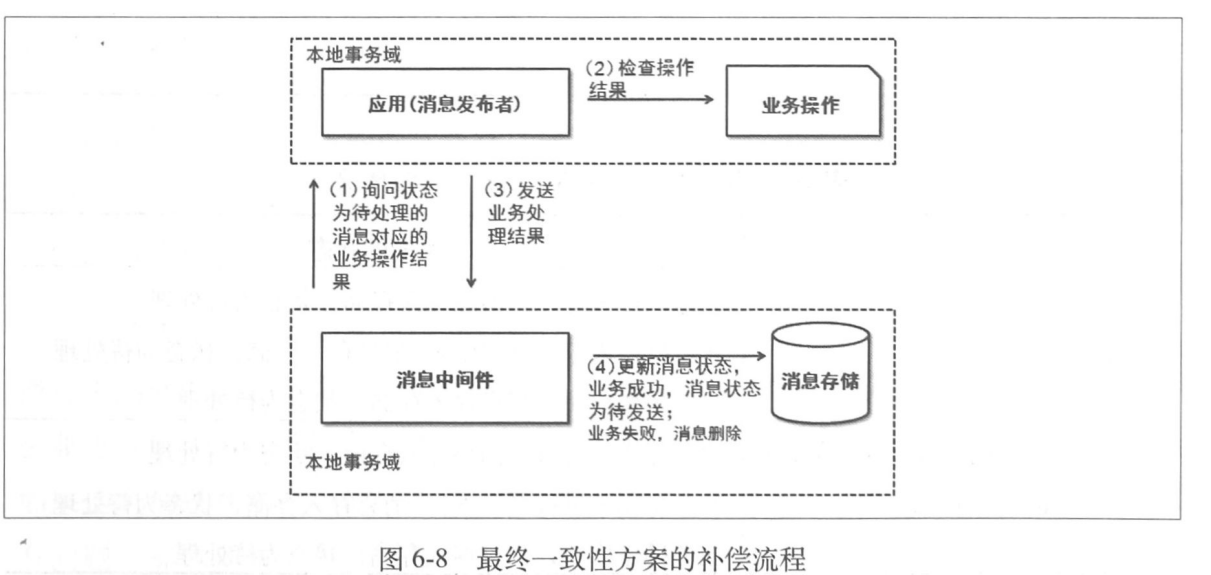 本地事务域
应用(消息发布者)
(2)检查操作
结果
业务操作
(1)询问状态
为待处理的
消息对应的
业务操作结
果
(3)发送
业务处
理结果
消息中间件
(4)更新消息状态，
业务成功，消息状态
为待发送；
业务失败，消息删除
消息存储
本地事务域
图 6-8 最终一致性方案的补偿流程